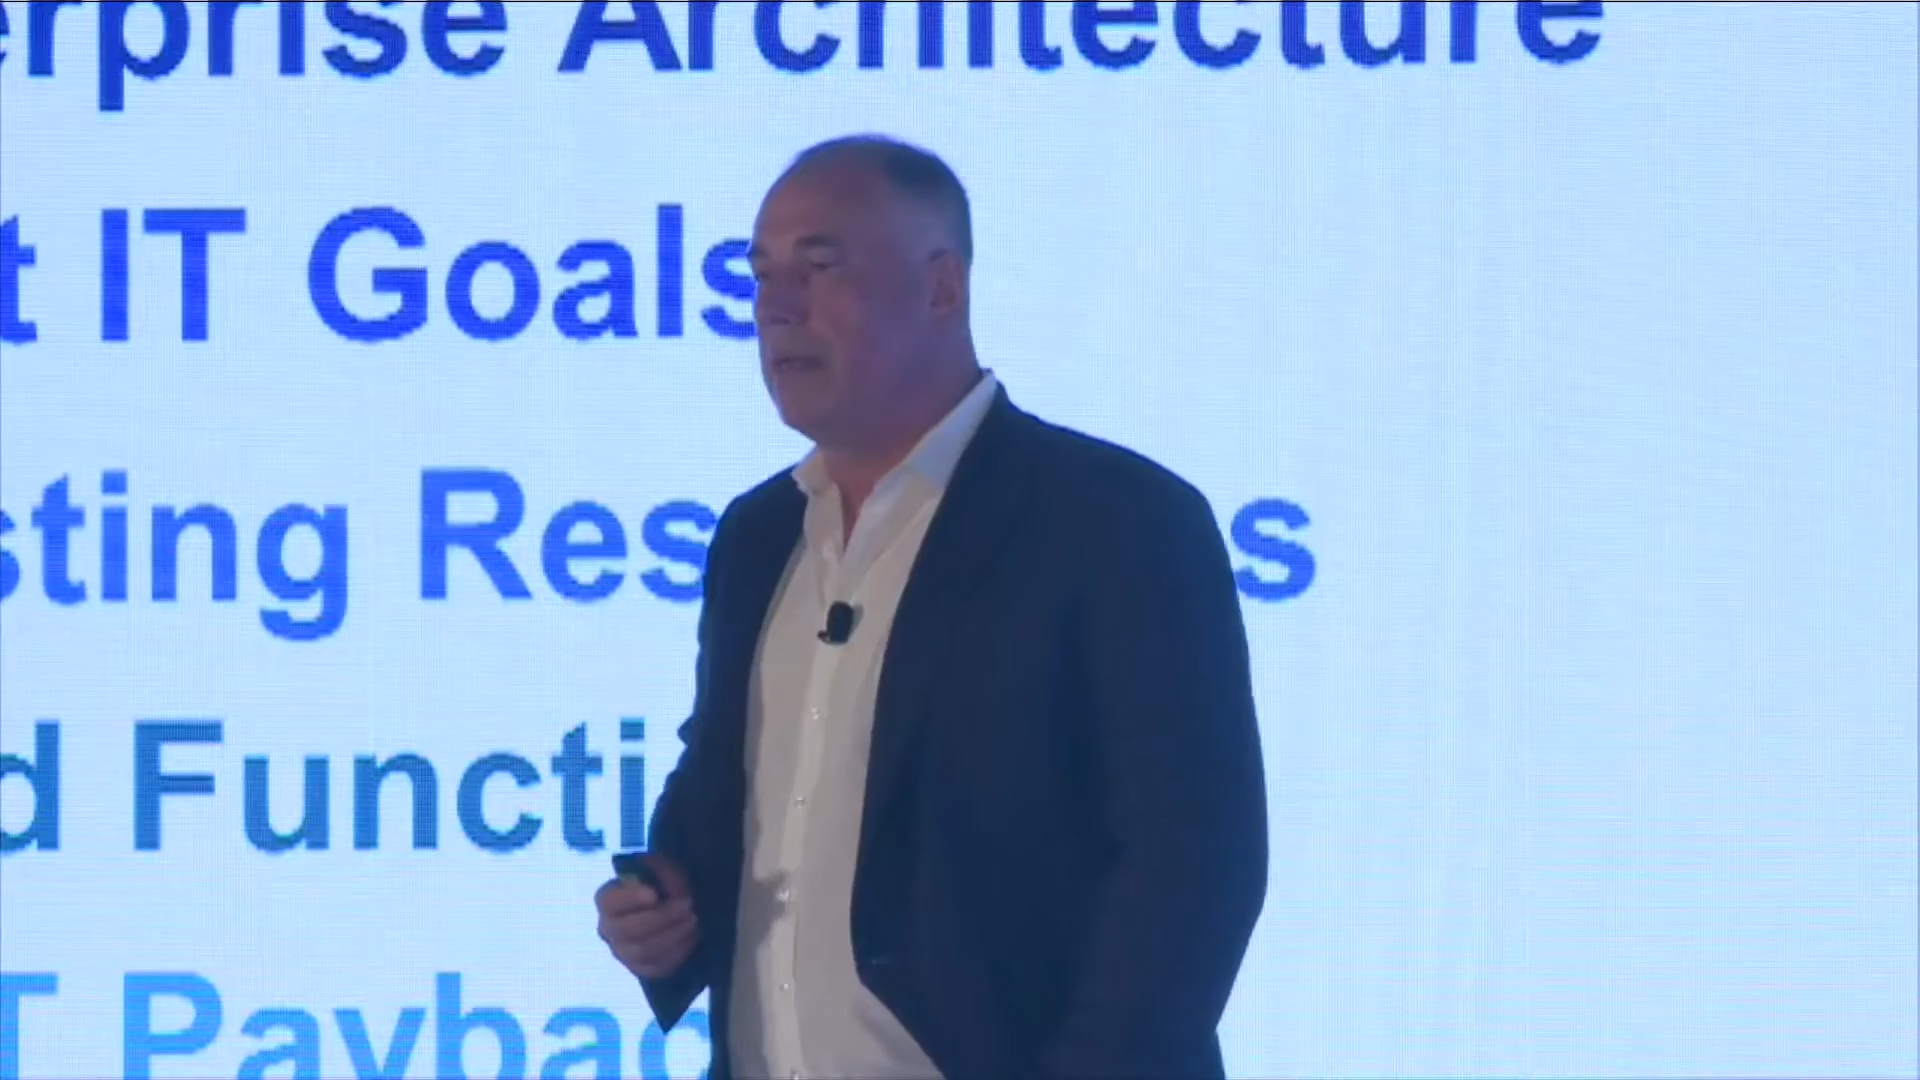 erprise Architecture
t IT Goals
sting Res s
d Functi
T Paybac